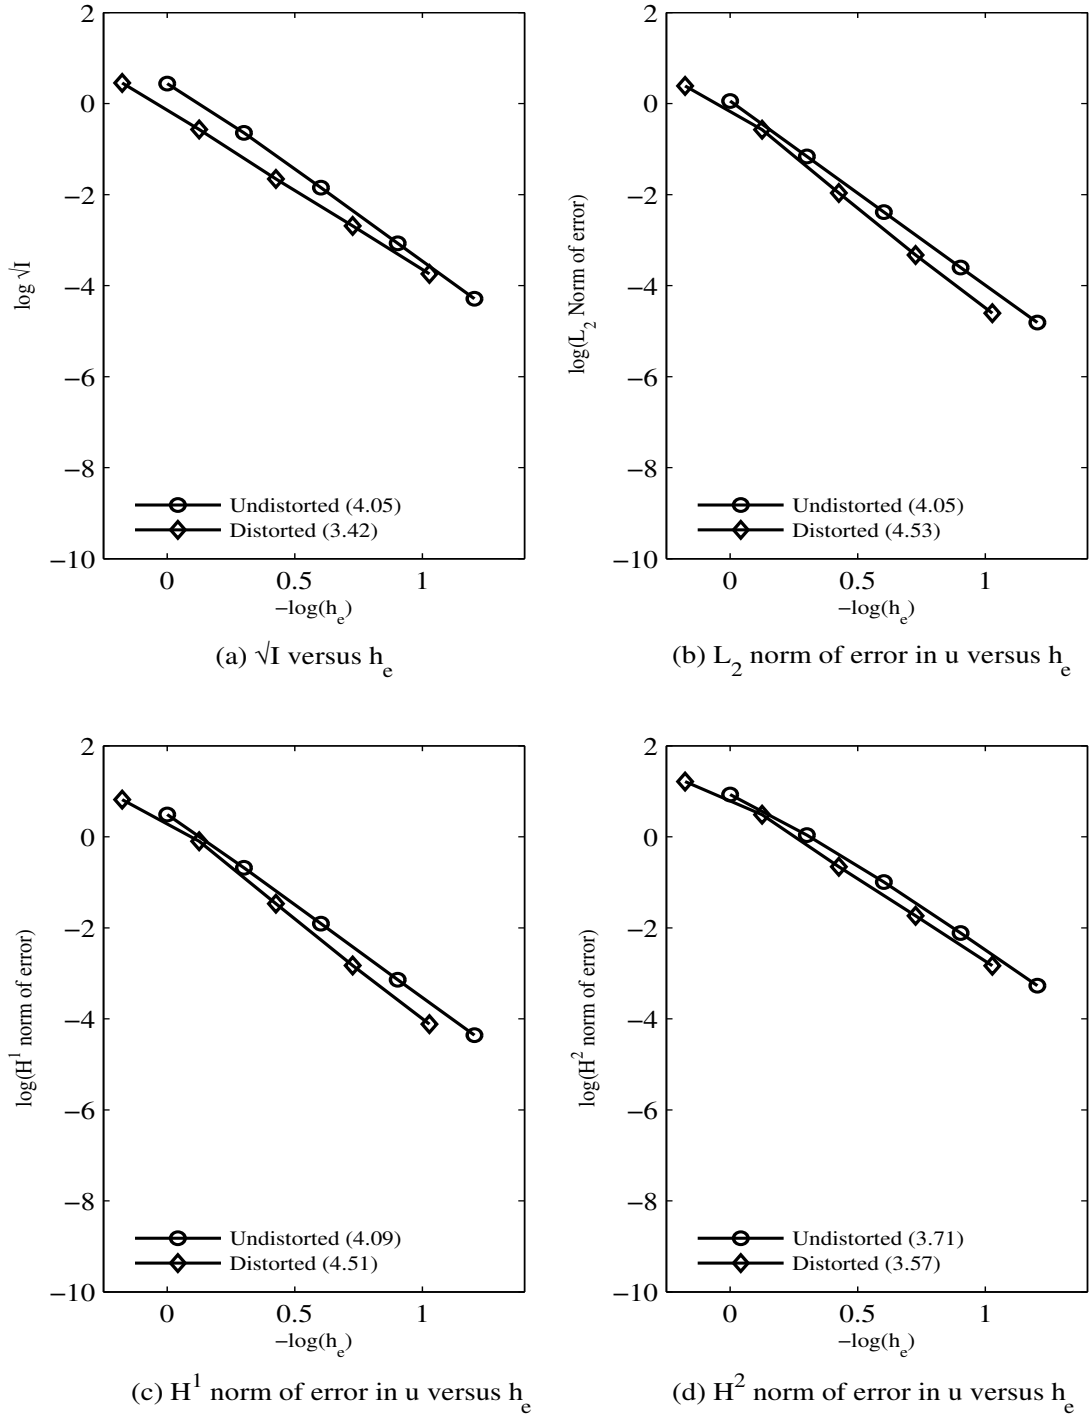 2
0
−2
−4
−6
−8
−10
log √I
Undistorted (4.05)
Distorted (3.42)
0 0.5 1
−log(h_e)
(a) √I versus h_e
2
0
−2
−4
−6
−8
−10
log(L_2 Norm of error)
Undistorted (4.05)
Distorted (4.53)
0 0.5 1
−log(h_e)
(b) L_2 norm of error in u versus h_e
2
0
−2
−4
−6
−8
−10
log(H^1 norm of error)
Undistorted (4.09)
Distorted (4.51)
0 0.5 1
−log(h_e)
(c) H^1 norm of error in u versus h_e
2
0
−2
−4
−6
−8
−10
log(H^2 norm of error)
Undistorted (3.71)
Distorted (3.57)
0 0.5 1
−log(h_e)
(d) H^2 norm of error in u versus h_e